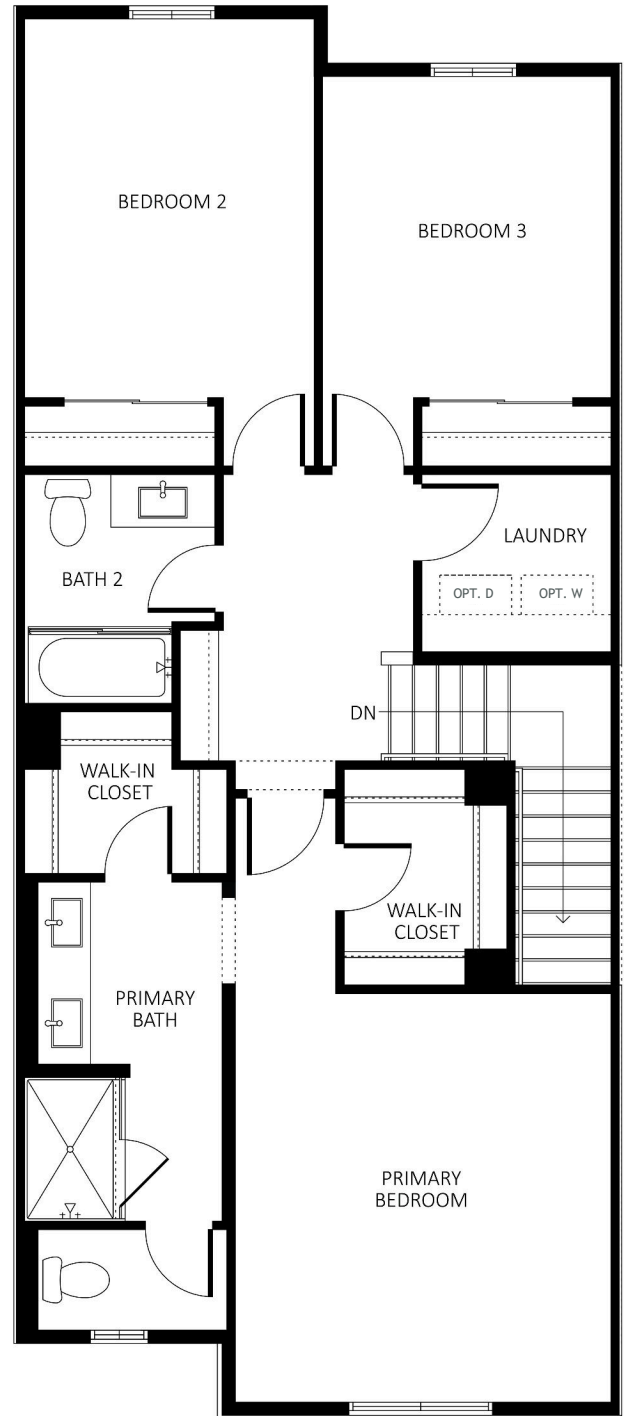 BEDROOM 2
BEDROOM 3
LAUNDRY
BATH 2
OPT. D
OPT. W
DN
WALK-IN
CLOSET
WALK-IN
CLOSET
PRIMARY
BATH
PRIMARY
BEDROOM